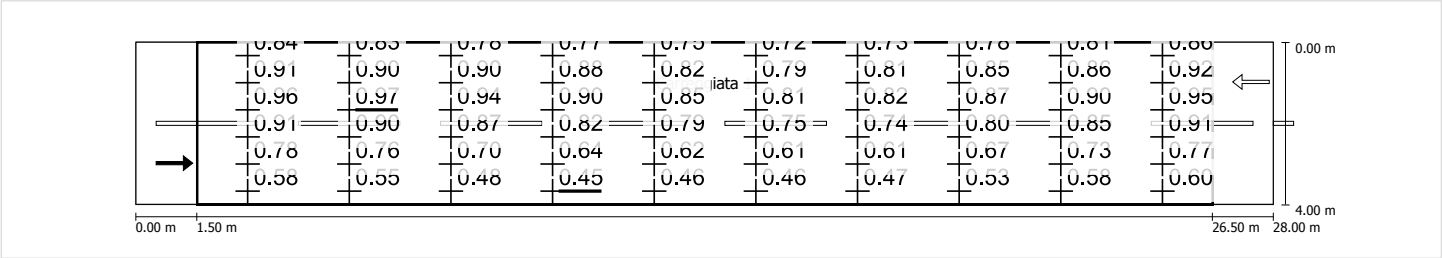 0.84 0.83 0.78 0.77 0.75 0.72 0.73 0.78 0.81 0.86
0.00 m
0.91 0.90 0.90 0.88 0.82 0.79 0.81 0.85 0.86 0.92
iata
0.96 0.97 0.94 0.90 0.85 0.81 0.82 0.87 0.90 0.95
0.91 0.90 0.87 0.82 0.79 0.75 0.74 0.80 0.85 0.91
0.78 0.76 0.70 0.64 0.62 0.61 0.61 0.67 0.73 0.77
0.58 0.55 0.48 0.45 0.46 0.46 0.47 0.53 0.58 0.60
4.00 m
0.00 m 1.50 m 26.50 m 28.00 m